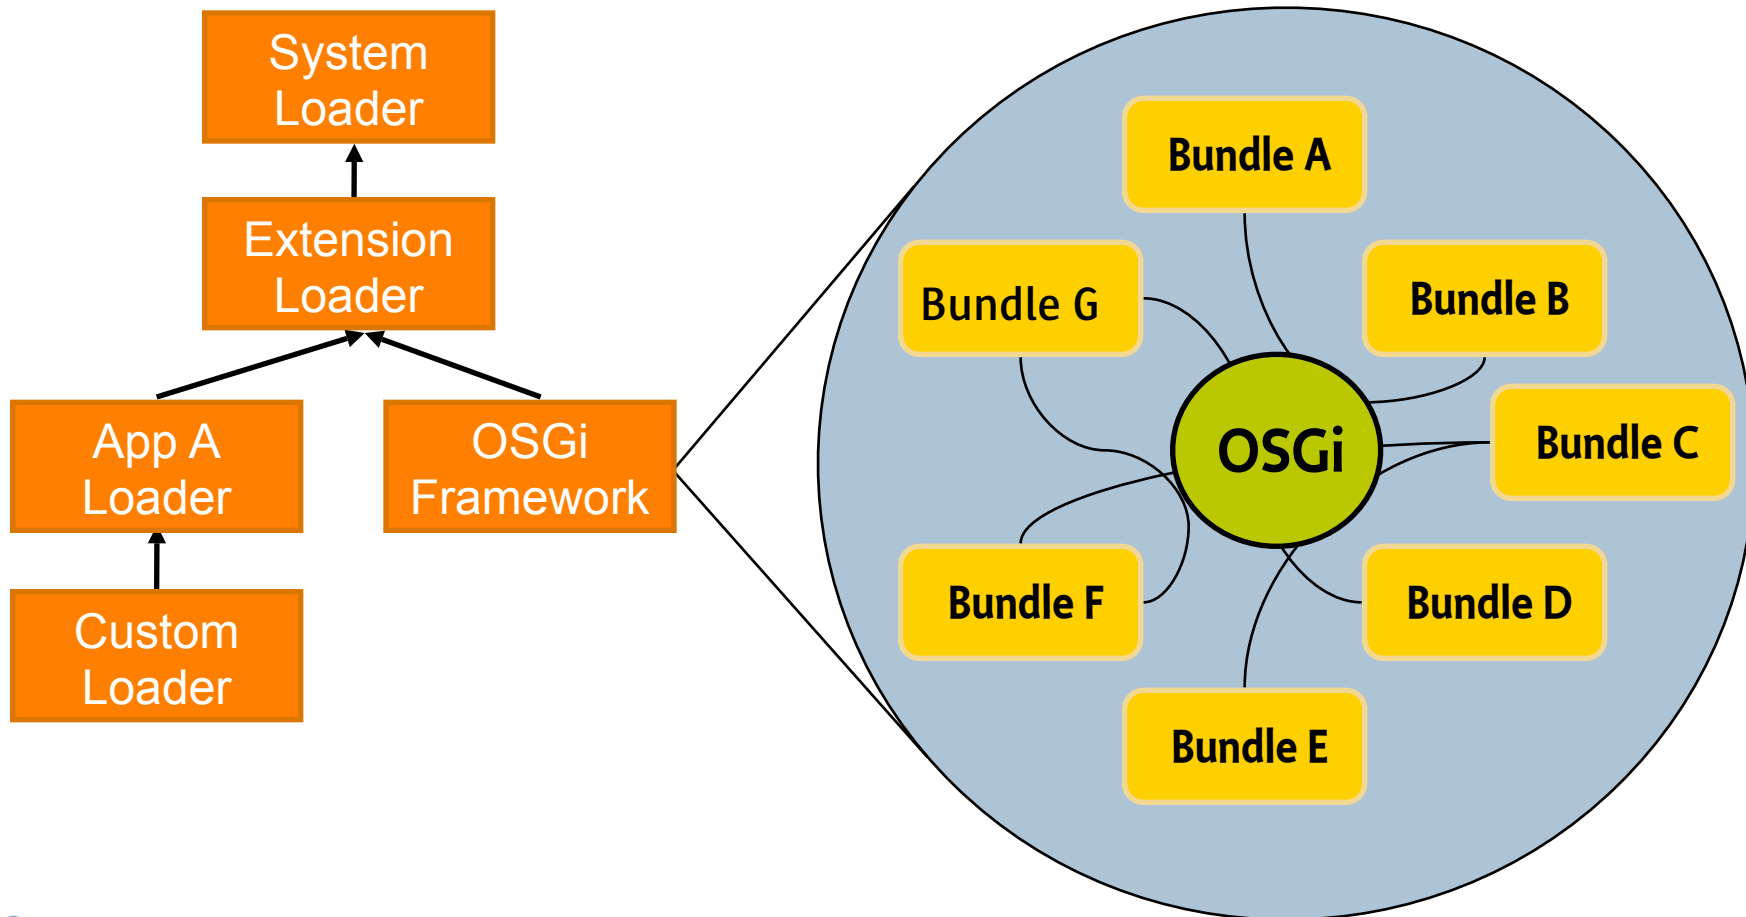 System
Loader
Extension
Loader
App A
Loader
OSGi
Framework
Custom
Loader
Bundle A
Bundle G
Bundle B
OSGi
Bundle C
Bundle F
Bundle D
Bundle E